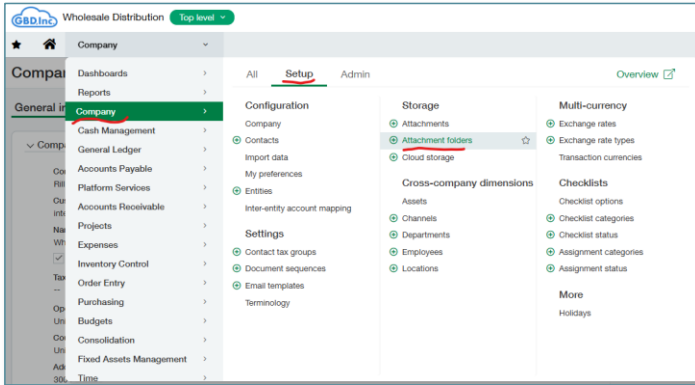 GBD.Inc.
Wholesale Distribution
Top level
Company
Compa
General in
Comp
Dashboards
Reports
Company
Cash Management
General Ledger
Accounts Payable
Platform Services
Accounts Receivable
Projects
Expenses
Inventory Control
Order Entry
Purchasing
Budgets
Consolidation
Fixed Assets Management
Time
All
Setup
Admin
Overview
Configuration
Company
Contacts
Import data
My preferences
Entities
Inter-entity account mapping
Settings
Contact tax groups
Document sequences
Email templates
Terminology
Storage
Attachments
Attachment folders
Cloud storage
Cross-company dimensions
Assets
Channels
Departments
Employees
Locations
Multi-currency
Exchange rates
Exchange rate types
Transaction currencies
Checklists
Checklist options
Checklist categories
Checklist status
Assignment categories
Assignment status
More
Holidays